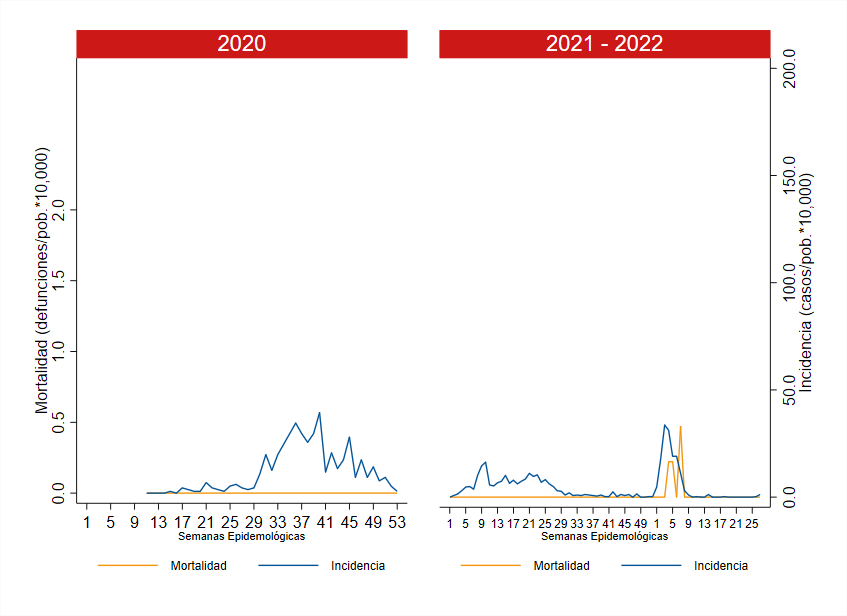 2020
2021 - 2022
Mortalidad (defunciones/pob.*10,000)
2.0
1.5
1.0
0.5
0.0
200.0
150.0
100.0
50.0
0.0
Incidencia (casos/pob.*10,000)
1 5 9 13 17 21 25 29 33 37 41 45 49 53
1 5 9 13 17 21 25 29 33 37 41 45 49 1 5 9 13 17 21 25
Semanas Epidemológicas
Semanas Epidemológicas
Mortalidad Incidencia
Mortalidad Incidencia